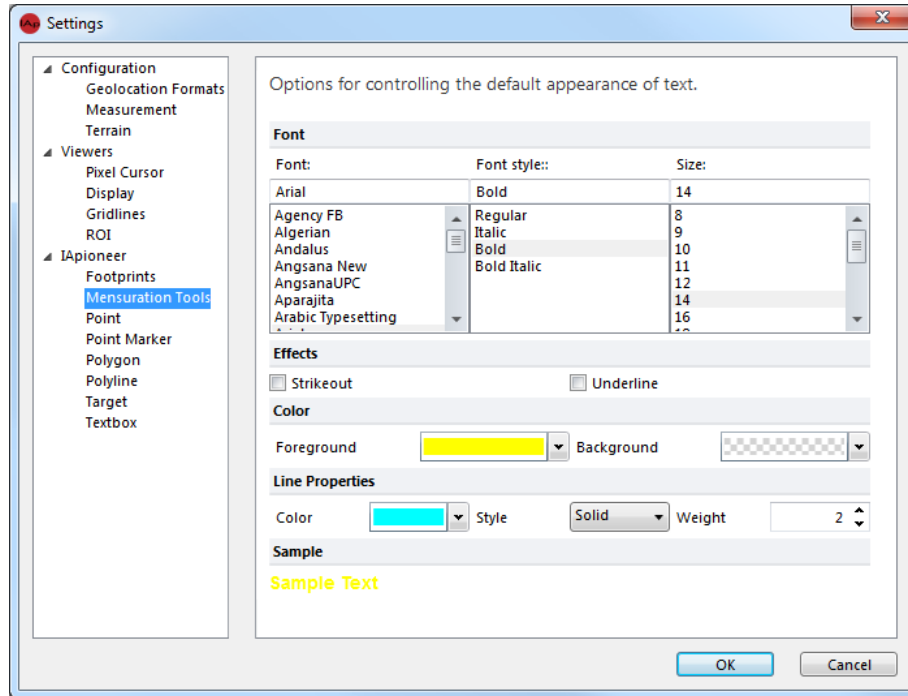 IAp Settings
Configuration
Geolocation Formats
Measurement
Terrain
Viewers
Pixel Cursor
Display
Gridlines
ROI
IApioneer
Footprints
Mensuration Tools
Point
Point Marker
Polygon
Polyline
Target
Textbox
Options for controlling the default appearance of text.
Font
Font: Font style:: Size:
Arial Bold 14
Agency FB Regular 8
Algerian Italic 9
Andalus Bold 10
Angsana New Bold Italic 11
AngsanaUPC 12
Aparajita 14
Arabic Typesetting 16
Effects
Strikeout Underline
Color
Foreground Background
Line Properties
Color Style Solid Weight 2
Sample
Sample Text
OK Cancel